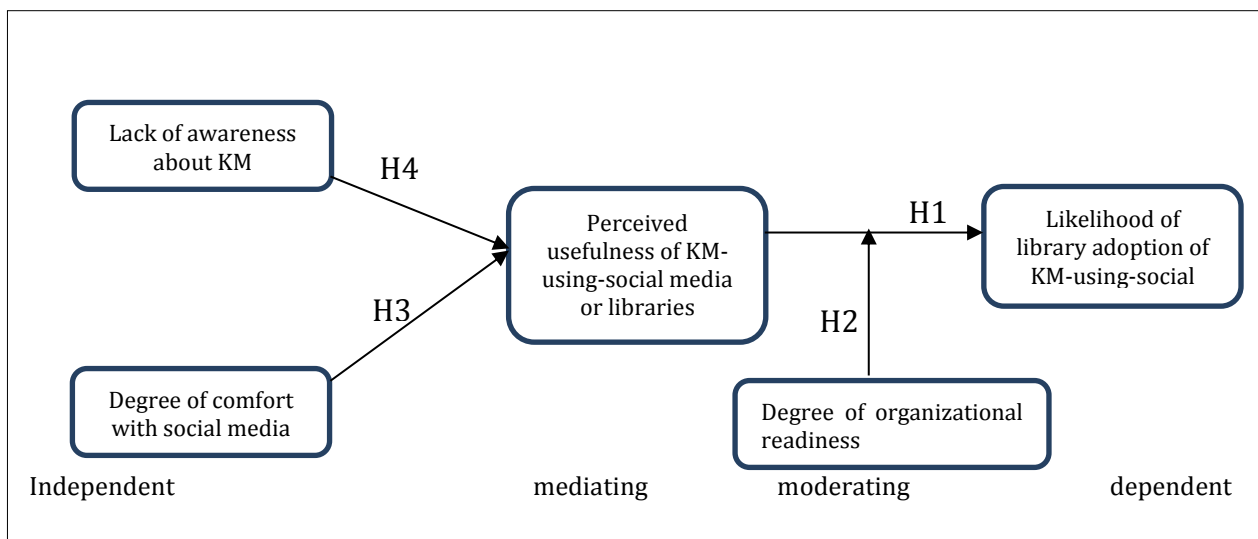 Lack of awareness
about KM
H4
Perceived
usefulness of KM-
using-social media
or libraries
H1
Likelihood of
library adoption of
KM-using-social
H3
H2
Degree of comfort
with social media
Degree of organizational
readiness
Independent
mediating
moderating
dependent